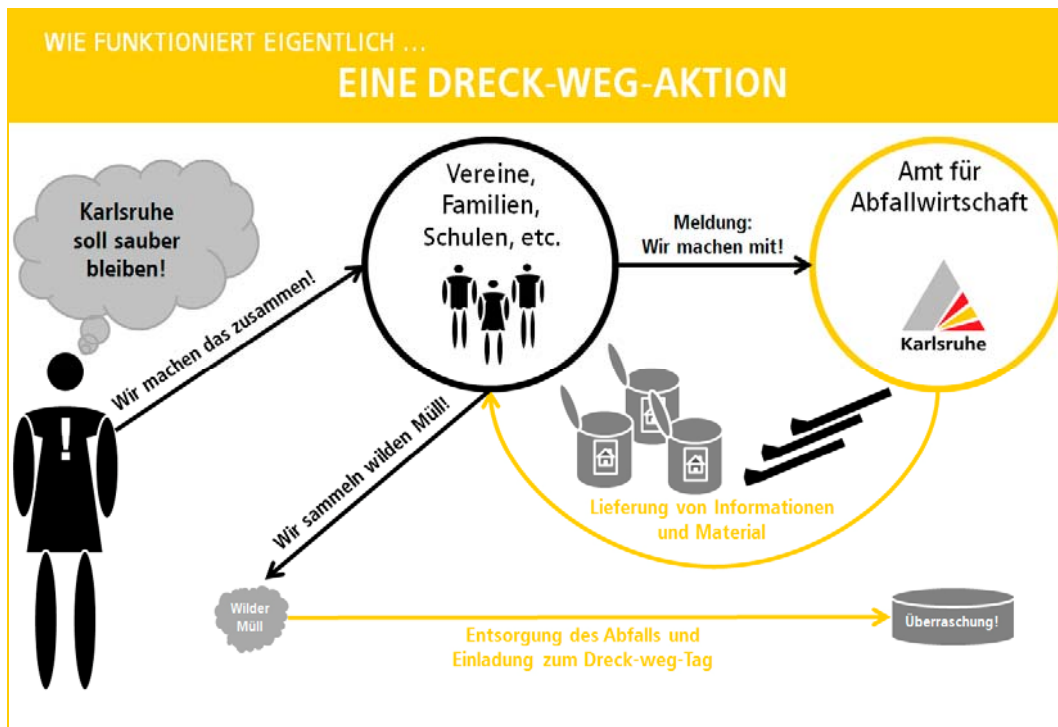 WIE FUNKTIONIERT EIGENTLICH ...
EINE DRECK-WEG-AKTION
Karlsruhe
soll sauber
bleiben!
Wir machen das zusammen!
Vereine,
Familien,
Schulen, etc.
Meldung:
Wir machen mit!
Amt für
Abfallwirtschaft
Karlsruhe
!
Wir sammeln wilden Müll!
Lieferung von Informationen
und Material
Wilder
Müll
Entsorgung des Abfalls und
Einladung zum Dreck-weg-Tag
Überraschung!